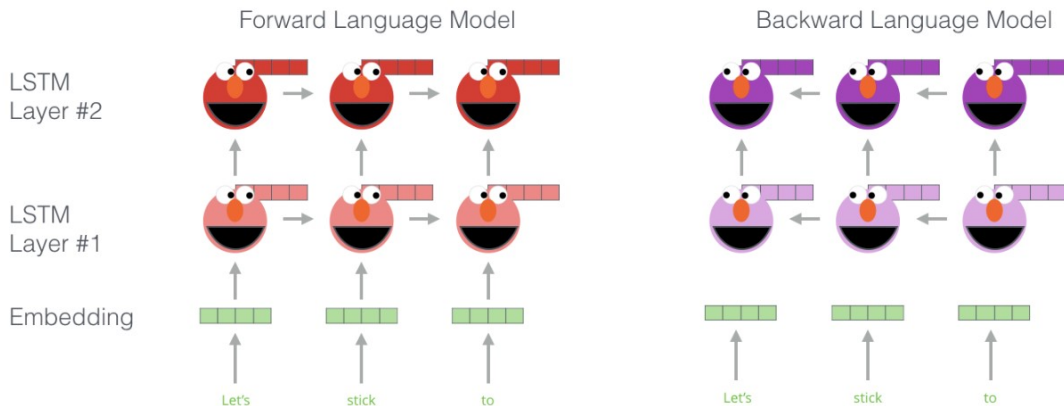 Forward Language Model
Backward Language Model
LSTM
Layer #2
LSTM
Layer #1
Embedding
Let's
stick
to
Let's
stick
to